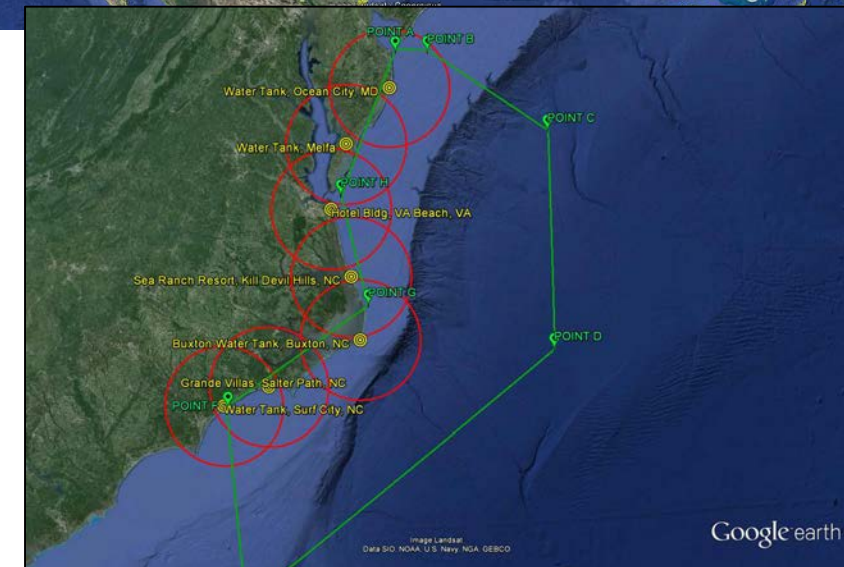 POINT A
POINT B
Water Tank, Ocean City, MD
POINT C
Water Tank, Melfa
POINT H
Hotel Bldg, VA Beach, VA
Sea Ranch Resort, Kill Devil Hills, NC
POINT G
Buxton Water Tank, Buxton, NC
POINT D
Grande Villas, Salter Path, NC
POINT F
Water Tank, Surf City, NC
Image Landsat
Data SIO, NOAA, U.S. Navy, NGA, GEBCO
Google earth